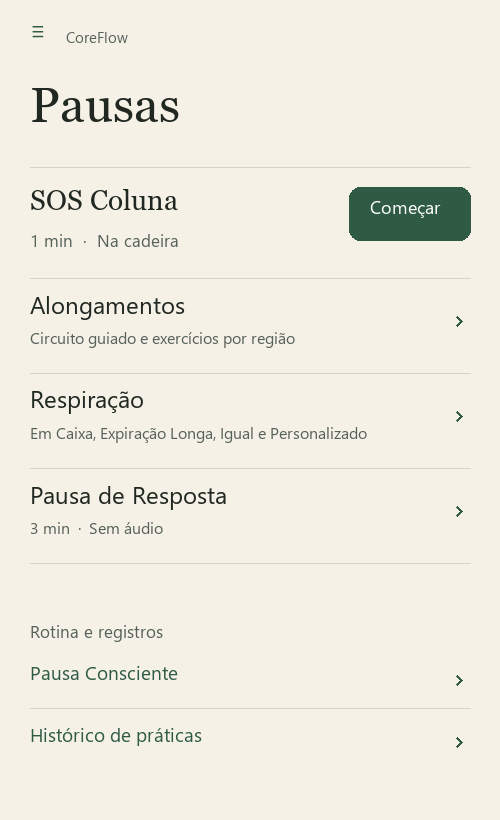 ☰ CoreFlow
Pausas
SOS Coluna
Começar
1 min · Na cadeira
Alongamentos
Circuito guiado e exercícios por região
Respiração
Em Caixa, Expiração Longa, Igual e Personalizado
Pausa de Resposta
3 min · Sem áudio
Rotina e registros
Pausa Consciente
Histórico de práticas